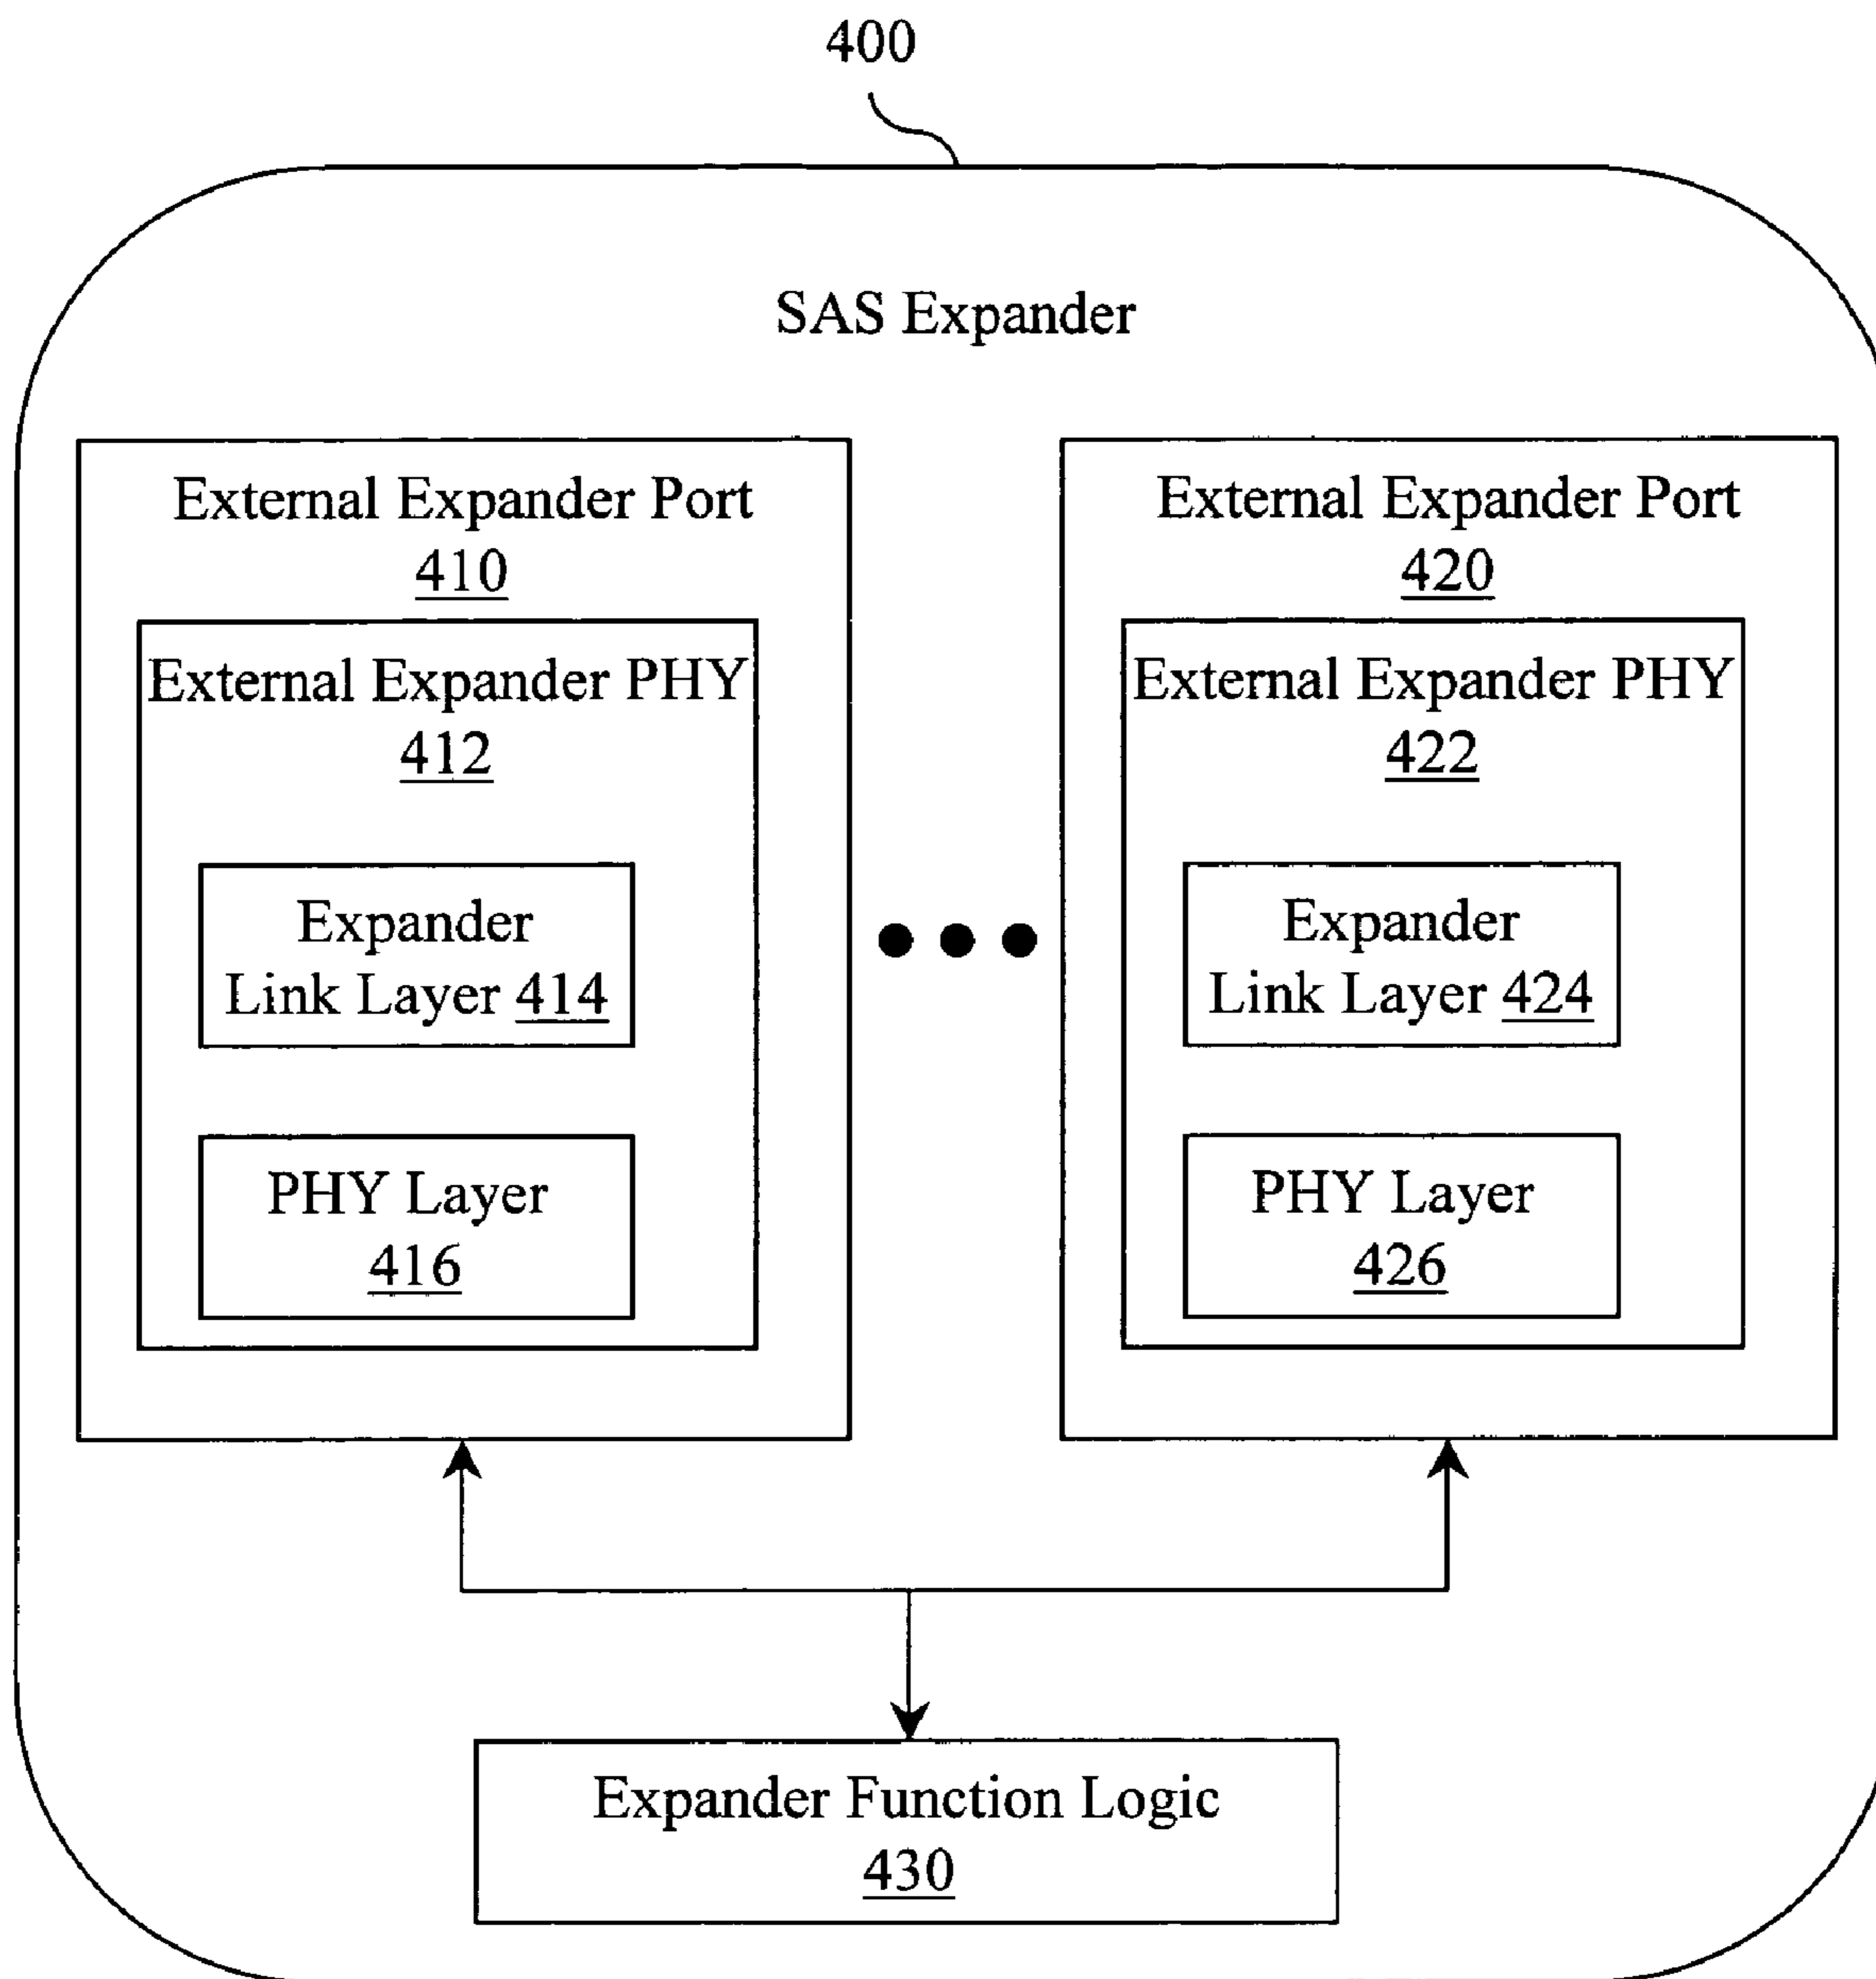 400
SAS Expander
External Expander Port
410
External Expander PHY
412
Expander
Link Layer 414
PHY Layer
416
External Expander Port
420
External Expander PHY
422
Expander
Link Layer 424
PHY Layer
426
Expander Function Logic
430